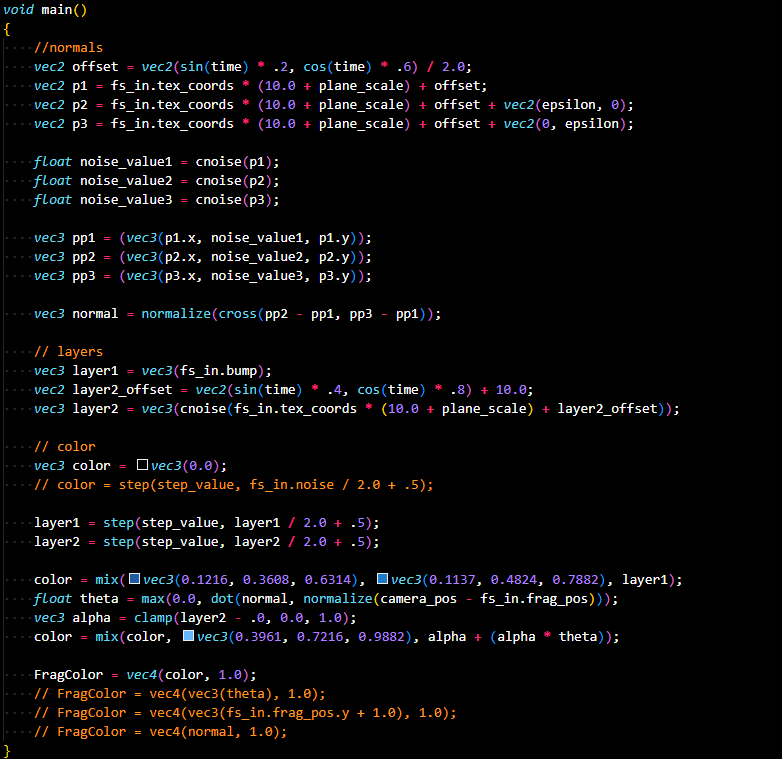 void main()
{
    //normals
    vec2 offset = vec2(sin(time) * .2, cos(time) * .6) / 2.0;
    vec2 p1 = fs_in.tex_coords * (10.0 + plane_scale) + offset;
    vec2 p2 = fs_in.tex_coords * (10.0 + plane_scale) + offset + vec2(epsilon, 0);
    vec2 p3 = fs_in.tex_coords * (10.0 + plane_scale) + offset + vec2(0, epsilon);

    float noise_value1 = cnoise(p1);
    float noise_value2 = cnoise(p2);
    float noise_value3 = cnoise(p3);

    vec3 pp1 = (vec3(p1.x, noise_value1, p1.y));
    vec3 pp2 = (vec3(p2.x, noise_value2, p2.y));
    vec3 pp3 = (vec3(p3.x, noise_value3, p3.y));

    vec3 normal = normalize(cross(pp2 - pp1, pp3 - pp1));

    // layers
    vec3 layer1 = vec3(fs_in.bump);
    vec2 layer2_offset = vec2(sin(time) * .4, cos(time) * .8) + 10.0;
    vec3 layer2 = vec3(cnoise(fs_in.tex_coords * (10.0 + plane_scale) + layer2_offset));

    // color
    vec3 color = vec3(0.0);
    // color = step(step_value, fs_in.noise / 2.0 + .5);

    layer1 = step(step_value, layer1 / 2.0 + .5);
    layer2 = step(step_value, layer2 / 2.0 + .5);

    color = mix(vec3(0.1216, 0.3608, 0.6314), vec3(0.1137, 0.4824, 0.7882), layer1);
    float theta = max(0.0, dot(normal, normalize(camera_pos - fs_in.frag_pos)));
    vec3 alpha = clamp(layer2 - .0, 0.0, 1.0);
    color = mix(color, vec3(0.3961, 0.7216, 0.9882), alpha + (alpha * theta));

    FragColor = vec4(color, 1.0);
    // FragColor = vec4(vec3(theta), 1.0);
    // FragColor = vec4(vec3(fs_in.frag_pos.y + 1.0), 1.0);
    // FragColor = vec4(normal, 1.0);
}